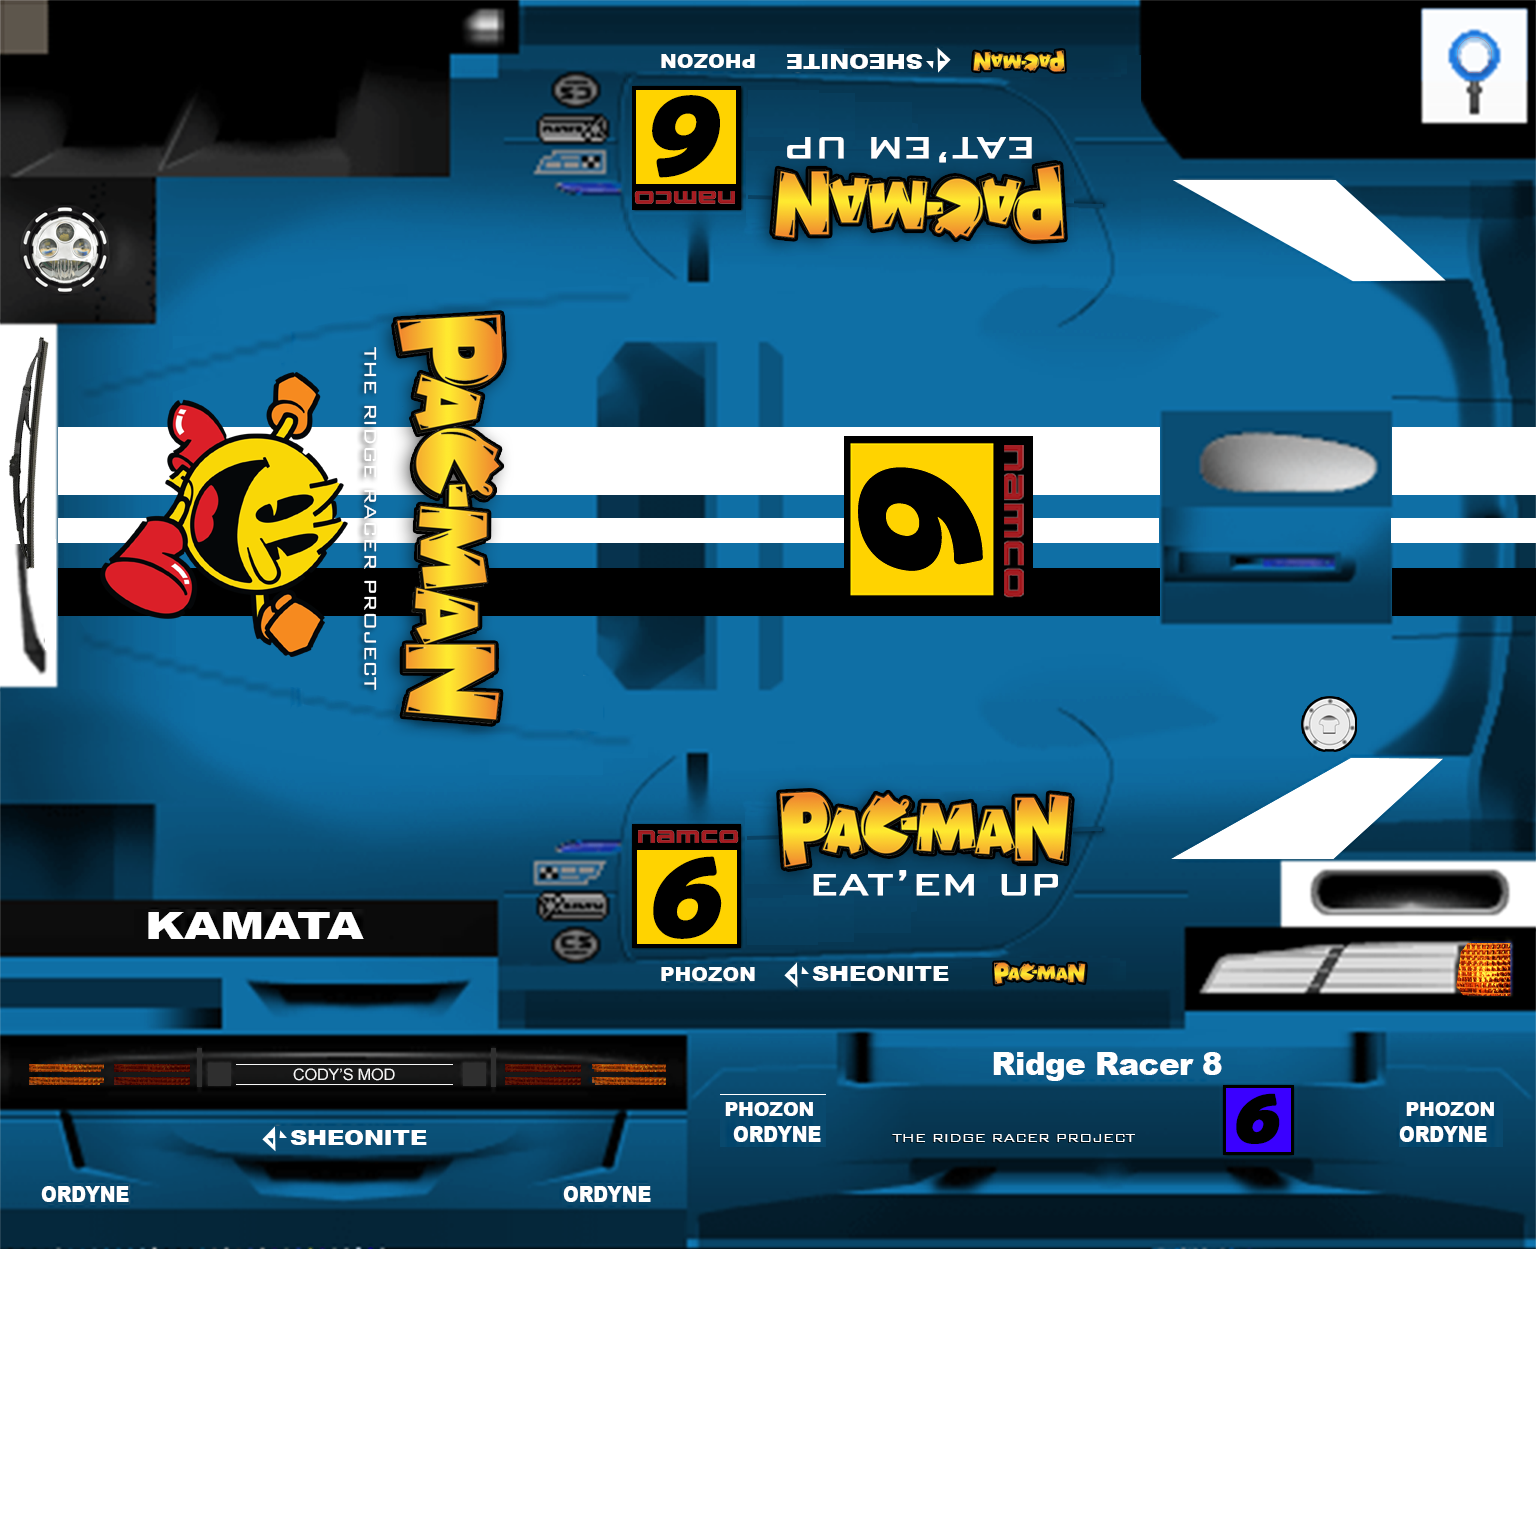 PHOZON
SHEONITE
PAC-MAN
6
namco
EAT'EM UP
PAC-MAN
PAC-MAN
THE RIDGE RACER PROJECT
6
namco
namco
6
PAC-MAN
EAT'EM UP
CS
PHOZON
SHEONITE
PAC-MAN
KAMATA
CODY'S MOD
SHEONITE
ORDYNE
ORDYNE
Ridge Racer 8
PHOZON
ORDYNE
THE RIDGE RACER PROJECT
6
PHOZON
ORDYNE